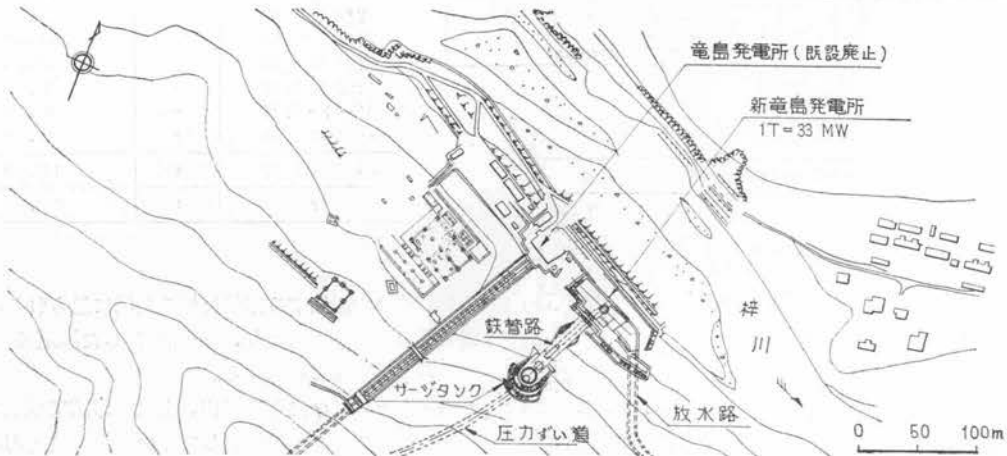 竜島発電所(既設廃止)
新竜島発電所
1T=33 MW
梓川
鉄管路
サージタンク
圧力ずい道
放水路
0 50 100m